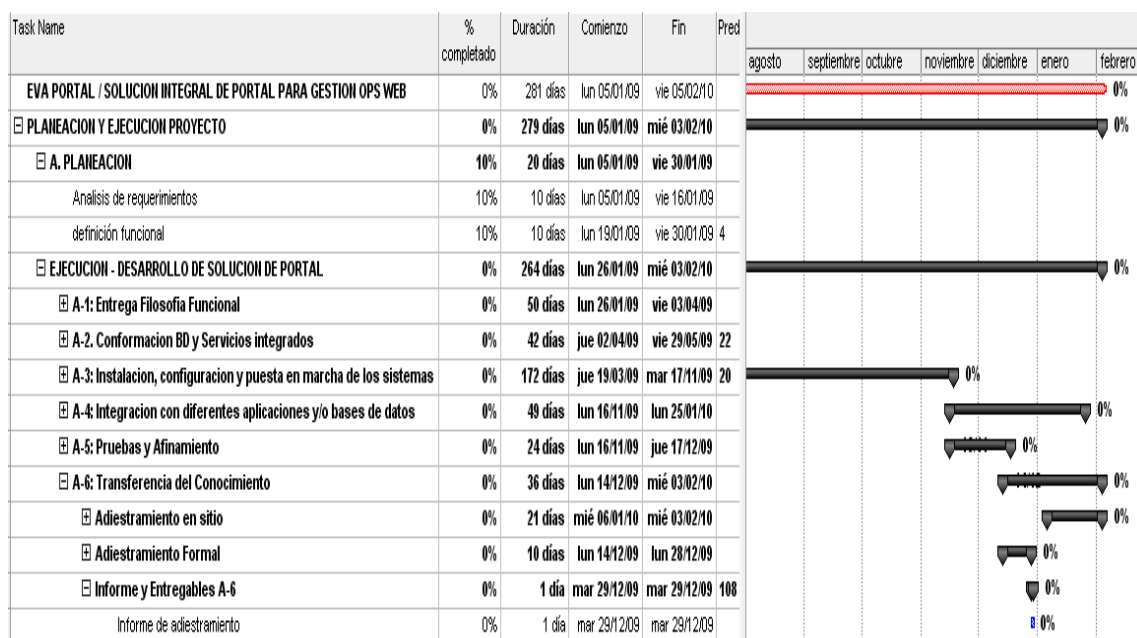 Task Name % completado Duración Comienzo Fin Pred
agosto septiembre octubre noviembre diciembre enero febrero
EVA PORTAL / SOLUCION INTEGRAL DE PORTAL PARA GESTION OPS WEB 0% 281 días lun 05/01/09 vie 05/02/10 0%
PLANEACION Y EJECUCION PROYECTO 0% 279 días lun 05/01/09 mié 03/02/10 0%
A. PLANEACION 10% 20 días lun 05/01/09 vie 30/01/09
Analisis de requerimientos 10% 10 días lun 05/01/09 vie 16/01/09
definición funcional 10% 10 días lun 19/01/09 vie 30/01/09 4
EJECUCION - DESARROLLO DE SOLUCION DE PORTAL 0% 264 días lun 26/01/09 mié 03/02/10 0%
A-1: Entrega Filosofia Funcional 0% 50 días lun 26/01/09 vie 03/04/09
A-2. Conformacion BD y Servicios integrados 0% 42 días jue 02/04/09 vie 29/05/09 22
A-3: Instalacion, configuracion y puesta en marcha de los sistemas 0% 172 días jue 19/03/09 mar 17/11/09 20 0%
A-4: Integracion con diferentes aplicaciones y/o bases de datos 0% 49 días lun 16/11/09 lun 25/01/10 0%
A-5: Pruebas y Afinamiento 0% 24 días lun 16/11/09 jue 17/12/09 0%
A-6: Transferencia del Conocimiento 0% 36 días lun 14/12/09 mié 03/02/10 0%
Adiestramiento en sitio 0% 21 días mié 06/01/10 mié 03/02/10 0%
Adiestramiento Formal 0% 10 días lun 14/12/09 lun 28/12/09 0%
Informe y Entregables A-6 0% 1 día mar 29/12/09 mar 29/12/09 108 0%
Informe de adiestramiento 0% 1 día mar 29/12/09 mar 29/12/09 0%